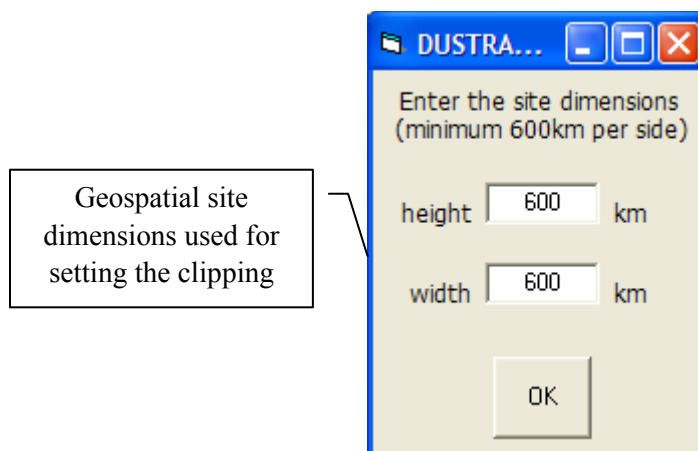 DUSTRA...
Enter the site dimensions
(minimum 600km per side)
Geospatial site
dimensions used for
setting the clipping
height 600 km
width 600 km
OK